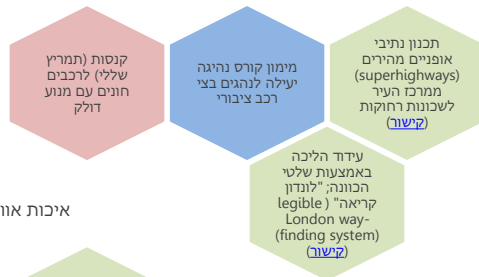 תכנון נתיבי
אופניים מהירים
(superhighways)
ממרכז העיר
לשכונות רחוקות
(קישור)
מימון קורס נהיגה
יעילה לנהגים בצי
רכב ציבורי
קנסות (תמריץ
שלילי) לרכבים
חונים עם מנוע
דולק
עידוד הליכה
באמצעות שלטי
הכוונה; "לונדון
קריאה" ( legible
London way-
(finding system)
(קישור)
איכות אוו